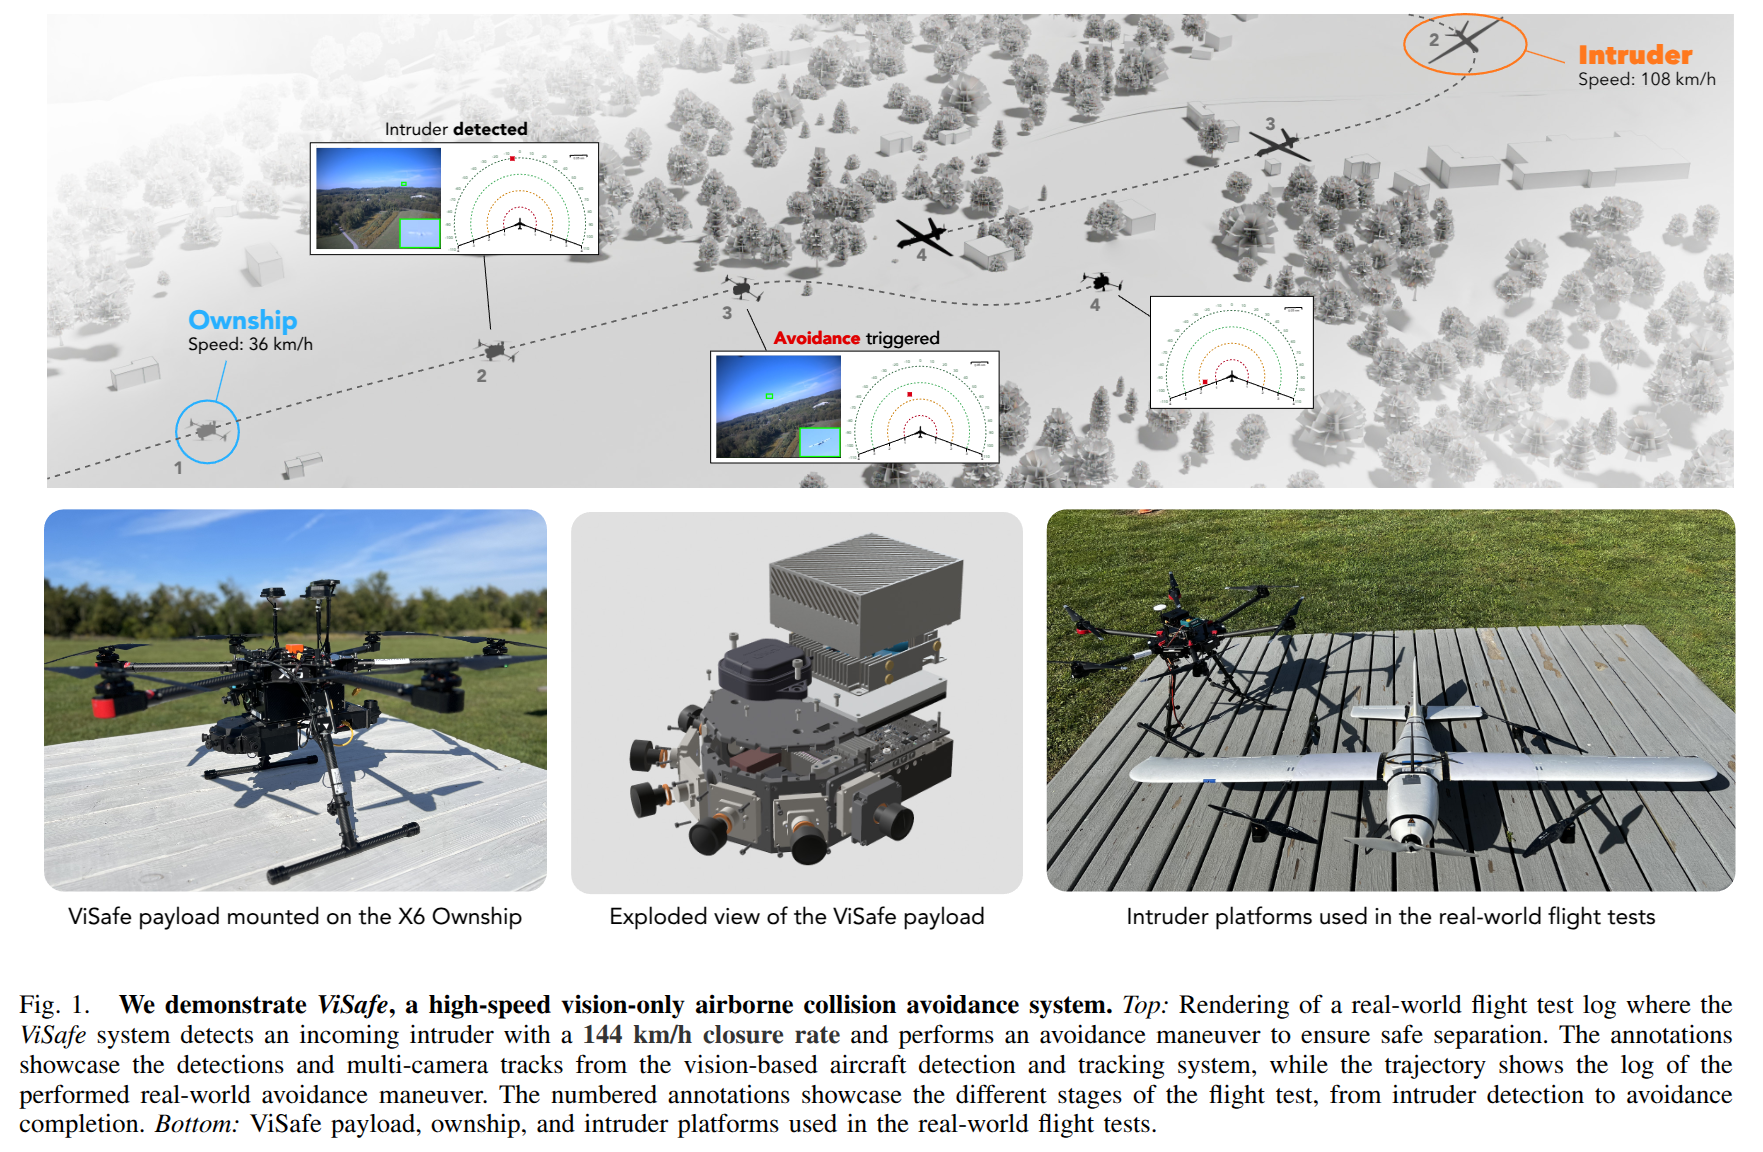 2
Intruder
Speed: 108 km/h
3
Intruder detected
4
Ownship
Speed: 36 km/h
3
4
Avoidance triggered
2
1
X6
ViSafe payload mounted on the X6 Ownship
Exploded view of the ViSafe payload
Intruder platforms used in the real-world flight tests
Fig. 1. We demonstrate ViSafe, a high-speed vision-only airborne collision avoidance system. Top: Rendering of a real-world flight test log where the
ViSafe system detects an incoming intruder with a 144 km/h closure rate and performs an avoidance maneuver to ensure safe separation. The annotations
showcase the detections and multi-camera tracks from the vision-based aircraft detection and tracking system, while the trajectory shows the log of the
performed real-world avoidance maneuver. The numbered annotations showcase the different stages of the flight test, from intruder detection to avoidance
completion. Bottom: ViSafe payload, ownship, and intruder platforms used in the real-world flight tests.